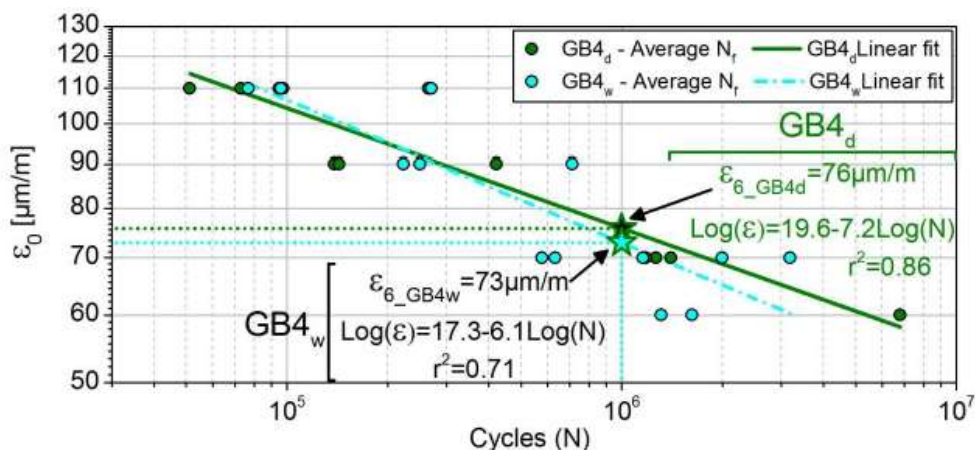 130
120
110
100
90
80
70
60
50
ε0 [µm/m]
GB4d - Average Nf
GB4d Linear fit
GB4w - Average Nf
GB4w Linear fit
GB4d
ε6_GB4d=76µm/m
Log(ε)=19.6-7.2Log(N)
r²=0.86
GB4w
ε6_GB4w=73µm/m
Log(ε)=17.3-6.1Log(N)
r²=0.71
10⁵
10⁶
10⁷
Cycles (N)